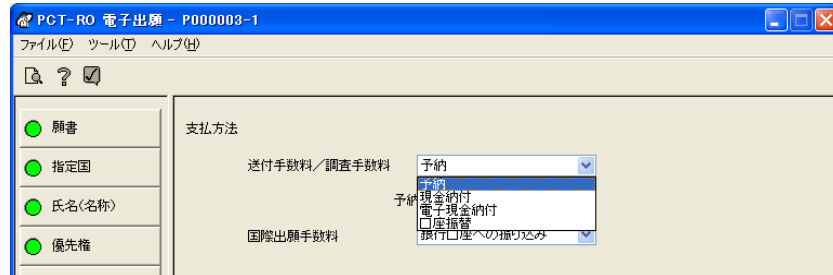 PCT-RO 電子出願 - P000003-1
ファイル(F) ツール(T) ヘルプ(H)
願書
支払方法
指定国
送付手数料／調査手数料 予納
予納
現金納付
電子現金納付
口座振替
氏名(名称)
予納
優先権
国際出願手数料 銀行口座への振り込み